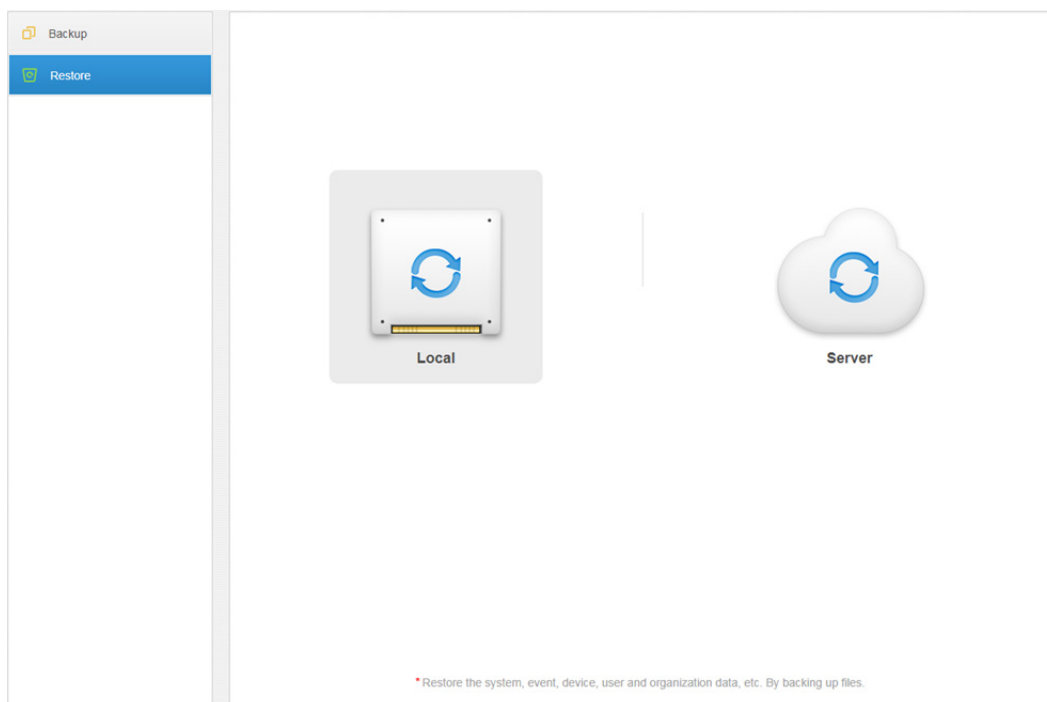 Backup
Restore
Local
Server
*Restore the system, event, device, user and organization data, etc. By backing up files.